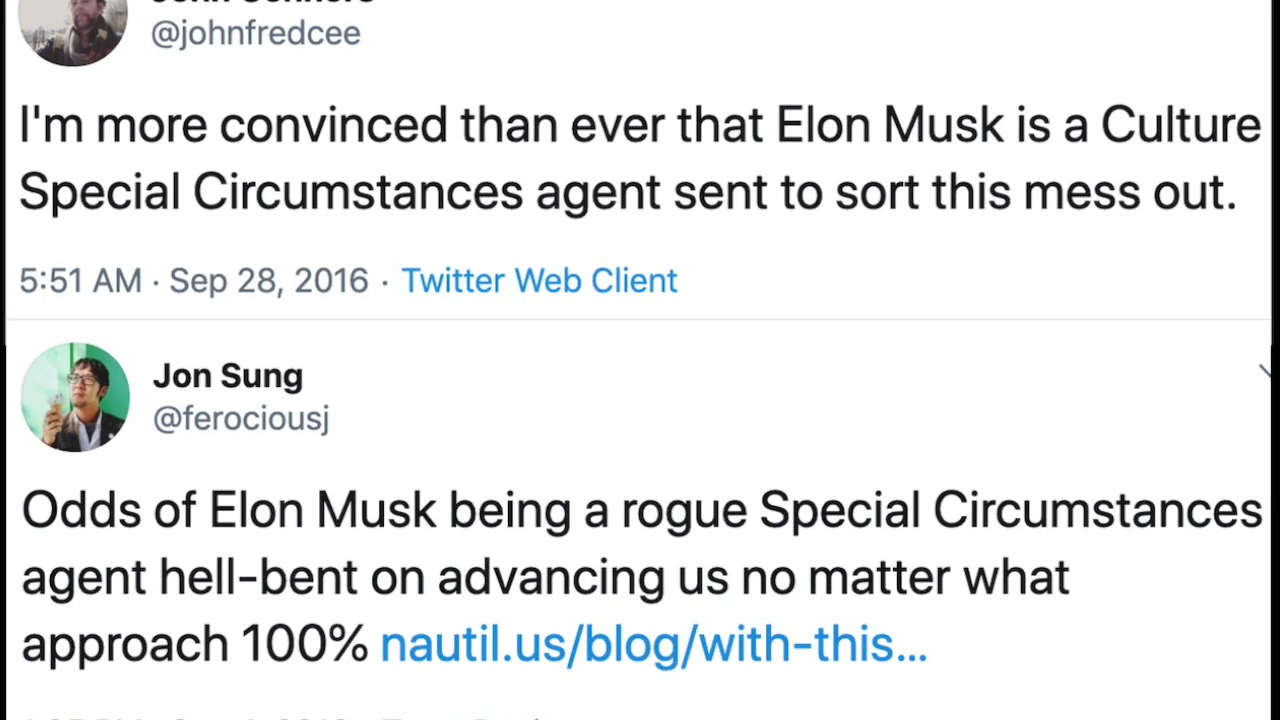 @johnfredcee
I'm more convinced than ever that Elon Musk is a Culture
Special Circumstances agent sent to sort this mess out.
5:51 AM · Sep 28, 2016 · Twitter Web Client
Jon Sung
@ferociousj
Odds of Elon Musk being a rogue Special Circumstances
agent hell-bent on advancing us no matter what
approach 100% nautil.us/blog/with-this...